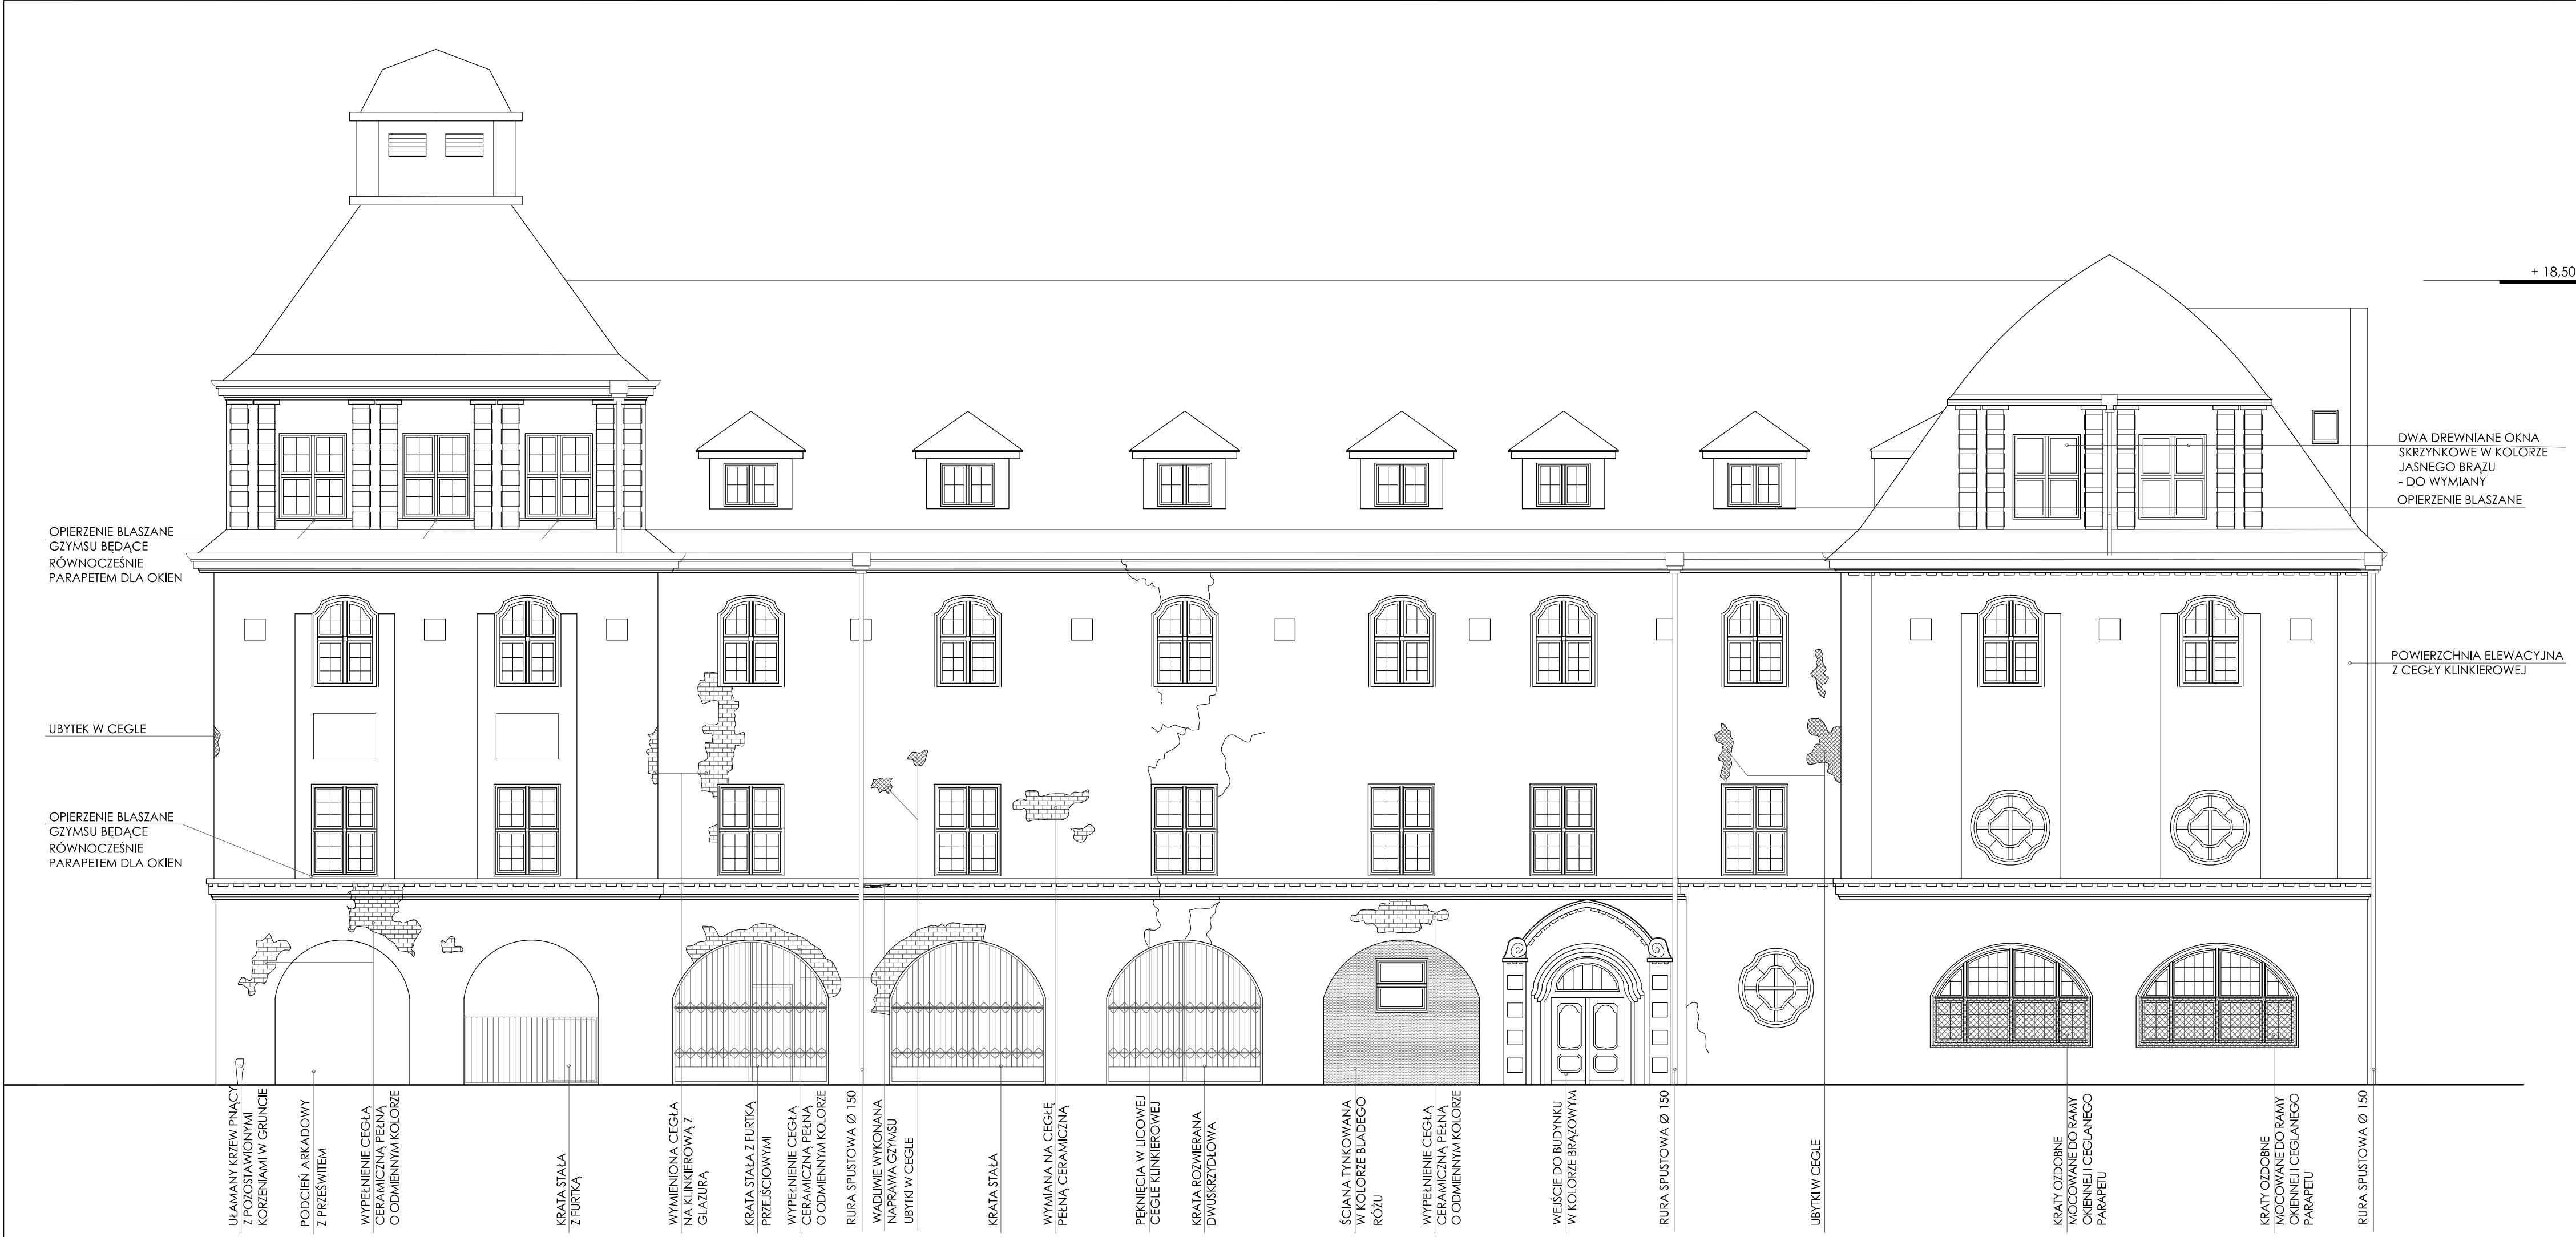 + 18,50
DWA DREWNIANE OKNA
SKRZYNKOWE W KOLORZE
JASNEGO BRĄZU
- DO WYMIANY
OPIERZENIE BLASZANE
OPIERZENIE BLASZANE
GZYMSU BĘDĄCE
RÓWNOCZEŚNIE
PARAPETEM DLA OKIEN
POWIERZCHNIA ELEWACYJNA
Z CEGŁY KLINKIEROWEJ
UBYTEK W CEGLE
OPIERZENIE BLASZANE
GZYMSU BĘDĄCE
RÓWNOCZEŚNIE
PARAPETEM DLA OKIEN
UŁAMANY KRZEW PNĄCY
Z POZOSTAWIONYMI
KORZENIAMI W GRUNCIE
PODCIEŃ ARKADOWY
Z PRZEŚWITEM
WYPEŁNIENIE CEGŁĄ
CERAMICZNĄ PEŁNĄ
O ODMIENNYM KOLORZE
KRATA STAŁA
Z FURTKĄ
WYMIENIONA CEGŁA
NA KLINKIEROWĄ Z
GLAZURĄ
KRATA STAŁA Z FURTKĄ
PRZEJŚCIOWYMI
WYPEŁNIENIE CEGŁĄ
CERAMICZNĄ PEŁNĄ
O ODMIENNYM KOLORZE
RURA SPUSTOWA Ø 150
WADLIWIE WYKONANA
NAPRAWA GZYMSU
UBYTKI W CEGLE
KRATA STAŁA
WYMIANA NA CEGŁĘ
PEŁNĄ CERAMICZNĄ
PĘKNIĘCIA W LICOWEJ
CEGLE KLINKIEROWEJ
KRATA ROZWIERANA
DWUSKRZYDŁOWA
ŚCIANA TYNKOWANA
W KOLORZE BLADEGO
RÓŻU
WYPEŁNIENIE CEGŁĄ
CERAMICZNĄ PEŁNĄ
O ODMIENNYM KOLORZE
WEJŚCIE DO BUDYNKU
W KOLORZE BRĄZOWYM
RURA SPUSTOWA Ø 150
UBYTKI W CEGLE
KRATY OZDOBNE
MOCOWANE DO RAMY
OKIENNEJ I CEGLANEGO
PARAPETU
KRATY OZDOBNE
MOCOWANE DO RAMY
OKIENNEJ I CEGLANEGO
PARAPETU
RURA SPUSTOWA Ø 150